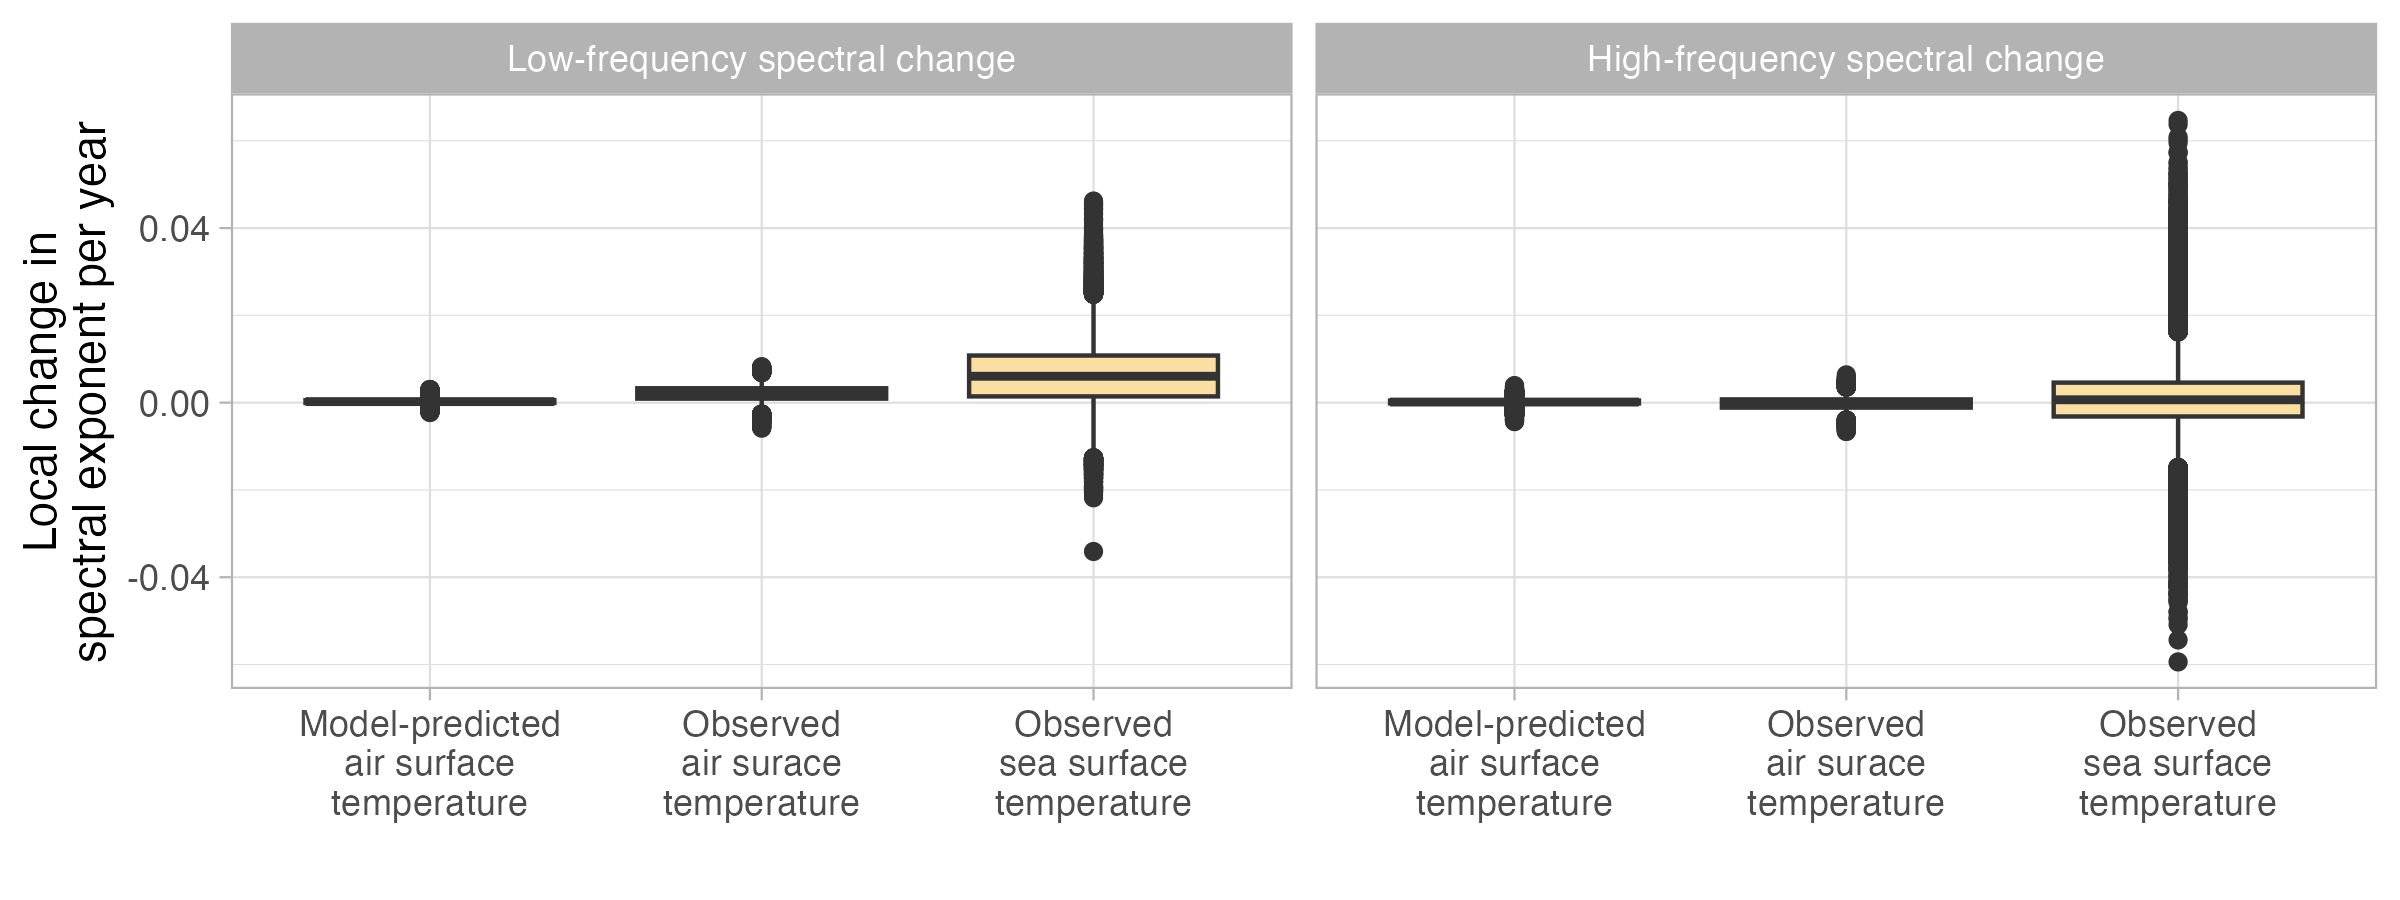 Low-frequency spectral change
High-frequency spectral change
Local change in
spectral exponent per year
0.04
0.00
-0.04
Model-predicted
air surface
temperature
Observed
air surace
temperature
Observed
sea surface
temperature
Model-predicted
air surface
temperature
Observed
air surace
temperature
Observed
sea surface
temperature